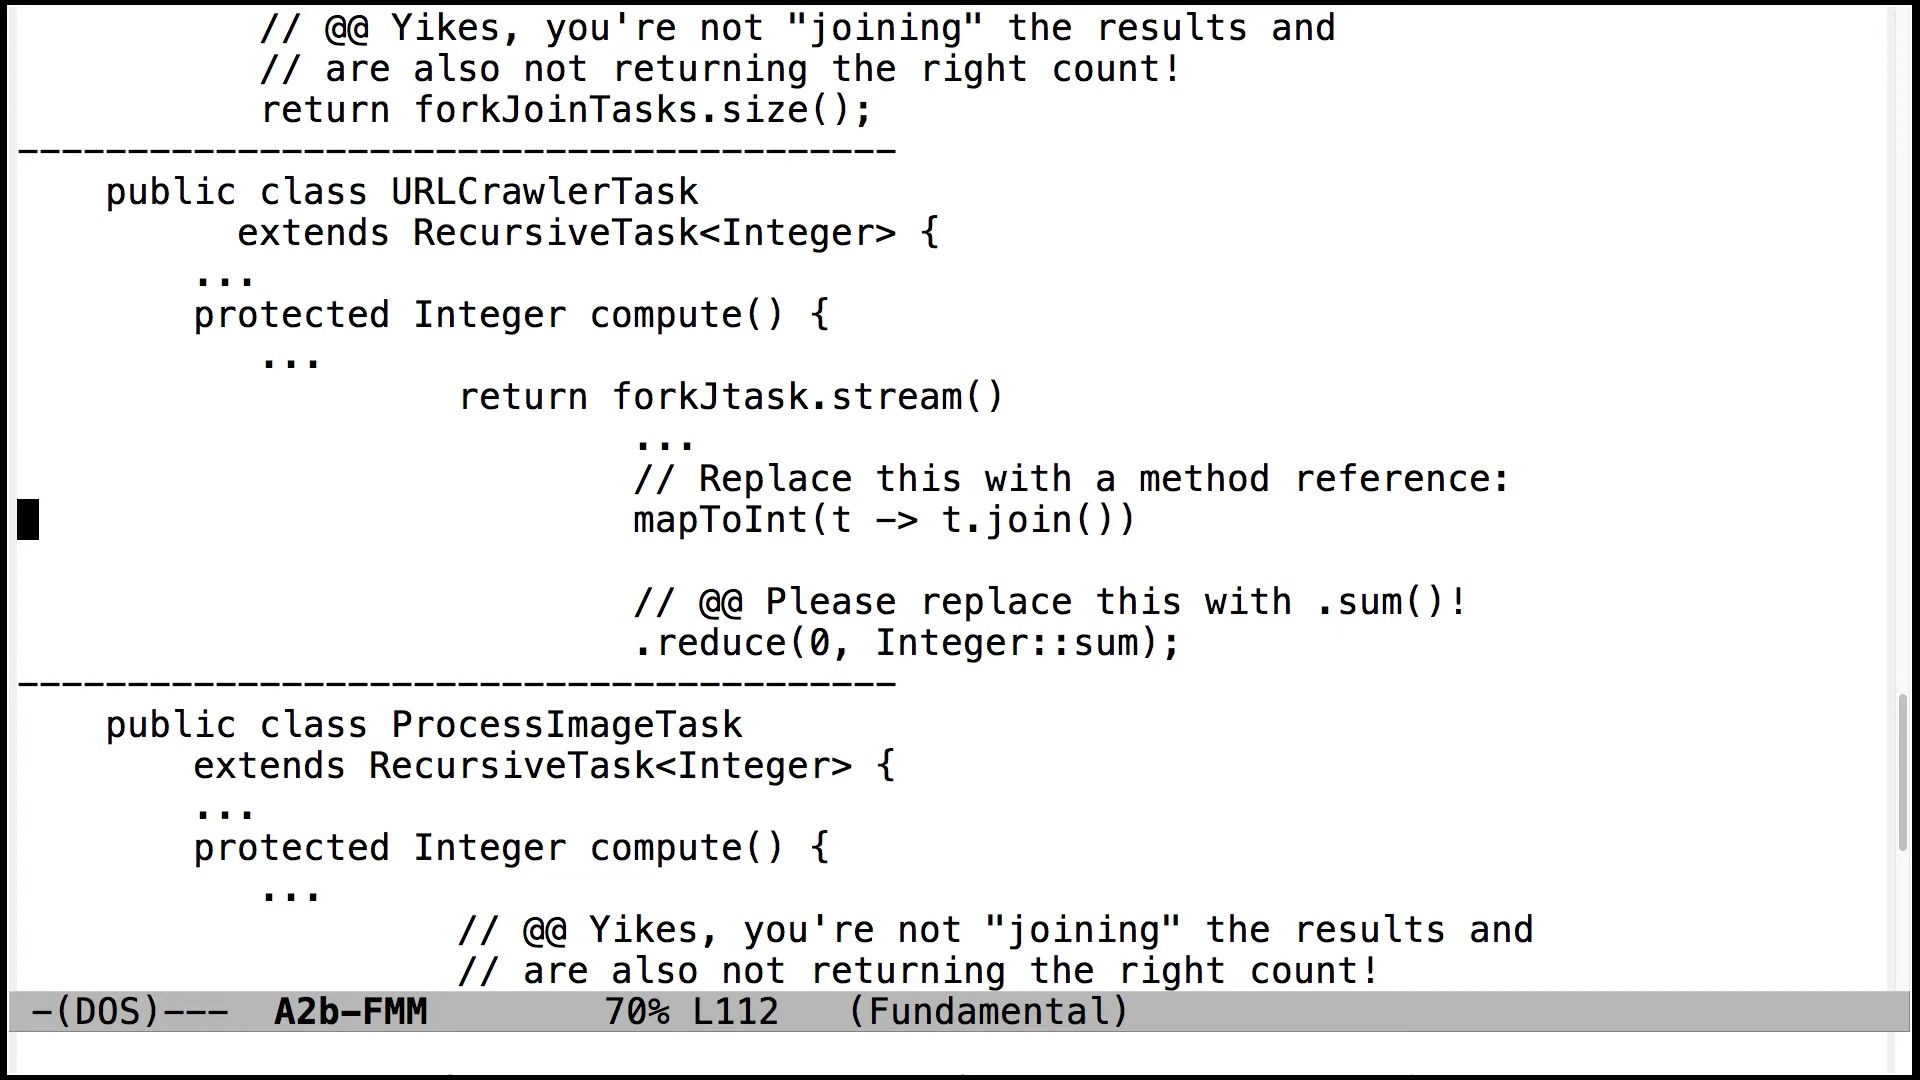 // @@ Yikes, you're not "joining" the results and
// are also not returning the right count!
return forkJoinTasks.size();
----------------------------------------
public class URLCrawlerTask
extends RecursiveTask<Integer> {
...
protected Integer compute() {
...
return forkJtask.stream()
...
// Replace this with a method reference:
mapToInt(t -> t.join())
// @@ Please replace this with .sum()!
.reduce(0, Integer::sum);
----------------------------------------
public class ProcessImageTask
extends RecursiveTask<Integer> {
...
protected Integer compute() {
...
// @@ Yikes, you're not "joining" the results and
// are also not returning the right count!
-(DOS)--- A2b-FMM 70% L112 (Fundamental)